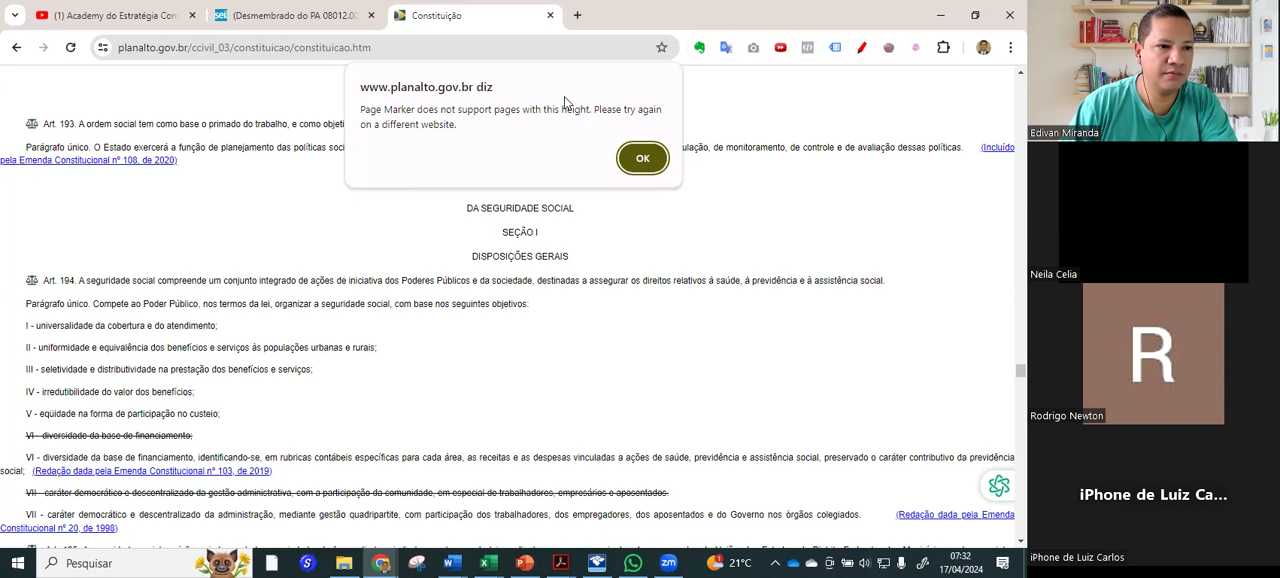 (1) Academy do Estratégia Con
(Desmembrado do PA 08012.00
Constituição
planalto.gov.br/ccivil_03/constituicao/constituicao.htm
www.planalto.gov.br diz
Page Marker does not support pages with this height. Please try again
on a different website.
OK
Art. 193. A ordem social tem como base o primado do trabalho, e como objeti
Parágrafo único. O Estado exercerá a função de planejamento das políticas soci
ulação, de monitoramento, de controle e de avaliação dessas políticas. (Incluído
pela Emenda Constitucional nº 108, de 2020)
DA SEGURIDADE SOCIAL
SEÇÃO I
DISPOSIÇÕES GERAIS
Art. 194. A seguridade social compreende um conjunto integrado de ações de iniciativa dos Poderes Públicos e da sociedade, destinadas a assegurar os direitos relativos à saúde, à previdência e à assistência social.
Parágrafo único. Compete ao Poder Público, nos termos da lei, organizar a seguridade social, com base nos seguintes objetivos:
I - universalidade da cobertura e do atendimento;
II - uniformidade e equivalência dos benefícios e serviços às populações urbanas e rurais;
III - seletividade e distributividade na prestação dos benefícios e serviços;
IV - irredutibilidade do valor dos benefícios;
V - eqüidade na forma de participação no custeio;
VI - diversidade da base de financiamento;
VI - diversidade da base de financiamento, identificando-se, em rubricas contábeis específicas para cada área, as receitas e as despesas vinculadas a ações de saúde, previdência e assistência social, preservado o caráter contributivo da previdência
social; (Redação dada pela Emenda Constitucional nº 103, de 2019)
VII - caráter democrático e descentralizado da gestão administrativa, com a participação da comunidade, em especial de trabalhadores, empresários e aposentados.
VII - caráter democrático e descentralizado da administração, mediante gestão quadripartite, com participação dos trabalhadores, dos empregadores, dos aposentados e do Governo nos órgãos colegiados. (Redação dada pela Emenda
Constitucional nº 20, de 1998)
Edivan Miranda
Neila Celia
R
Rodrigo Newton
iPhone de Luiz Ca...
iPhone de Luiz Carlos
Pesquisar
21°C
07:32
17/04/2024